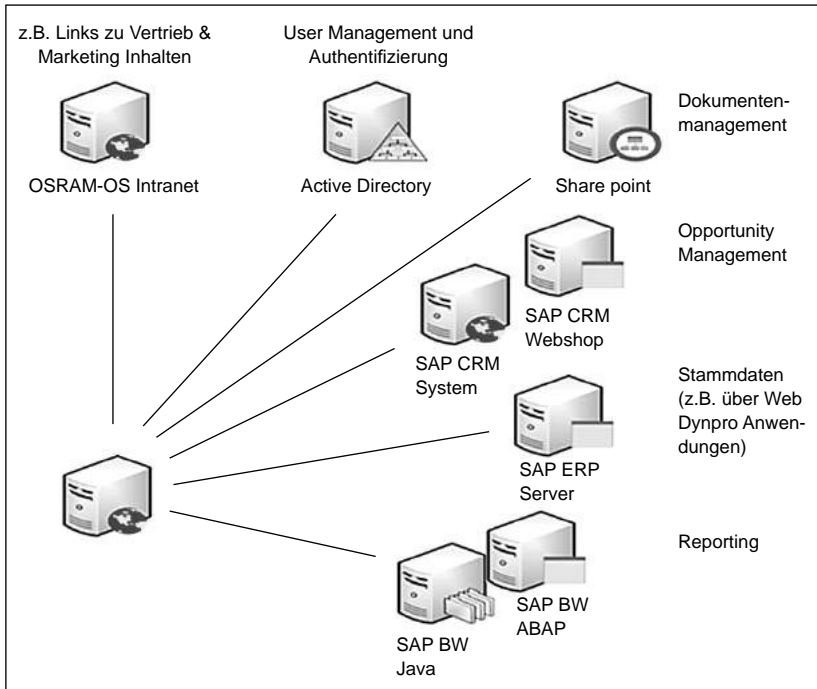 z.B. Links zu Vertrieb &
Marketing Inhalten
User Management und
Authentifizierung
Dokumenten-
management
OSRAM-OS Intranet
Active Directory
Share point
Opportunity
Management
SAP CRM
Webshop
SAP CRM
System
Stammdaten
(z.B. über Web
Dynpro Anwen-
dungen)
SAP ERP
Server
Reporting
SAP BW
ABAP
SAP BW
Java